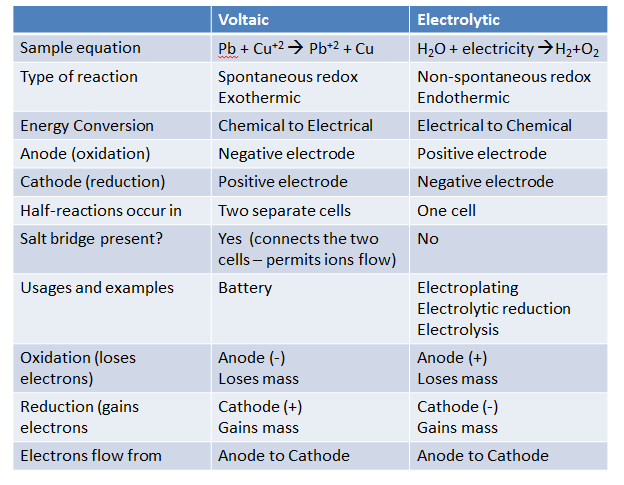 Voltaic Electrolytic
Sample equation Pb + Cu⁺² → Pb⁺² + Cu H₂O + electricity → H₂+O₂
Type of reaction Spontaneous redox Non-spontaneous redox
Exothermic Endothermic
Energy Conversion Chemical to Electrical Electrical to Chemical
Anode (oxidation) Negative electrode Positive electrode
Cathode (reduction) Positive electrode Negative electrode
Half-reactions occur in Two separate cells One cell
Salt bridge present? Yes (connects the two No
cells – permits ions flow)
Usages and examples Battery Electroplating
Electrolytic reduction
Electrolysis
Oxidation (loses Anode (-) Anode (+)
electrons) Loses mass Loses mass
Reduction (gains Cathode (+) Cathode (-)
electrons Gains mass Gains mass
Electrons flow from Anode to Cathode Anode to Cathode